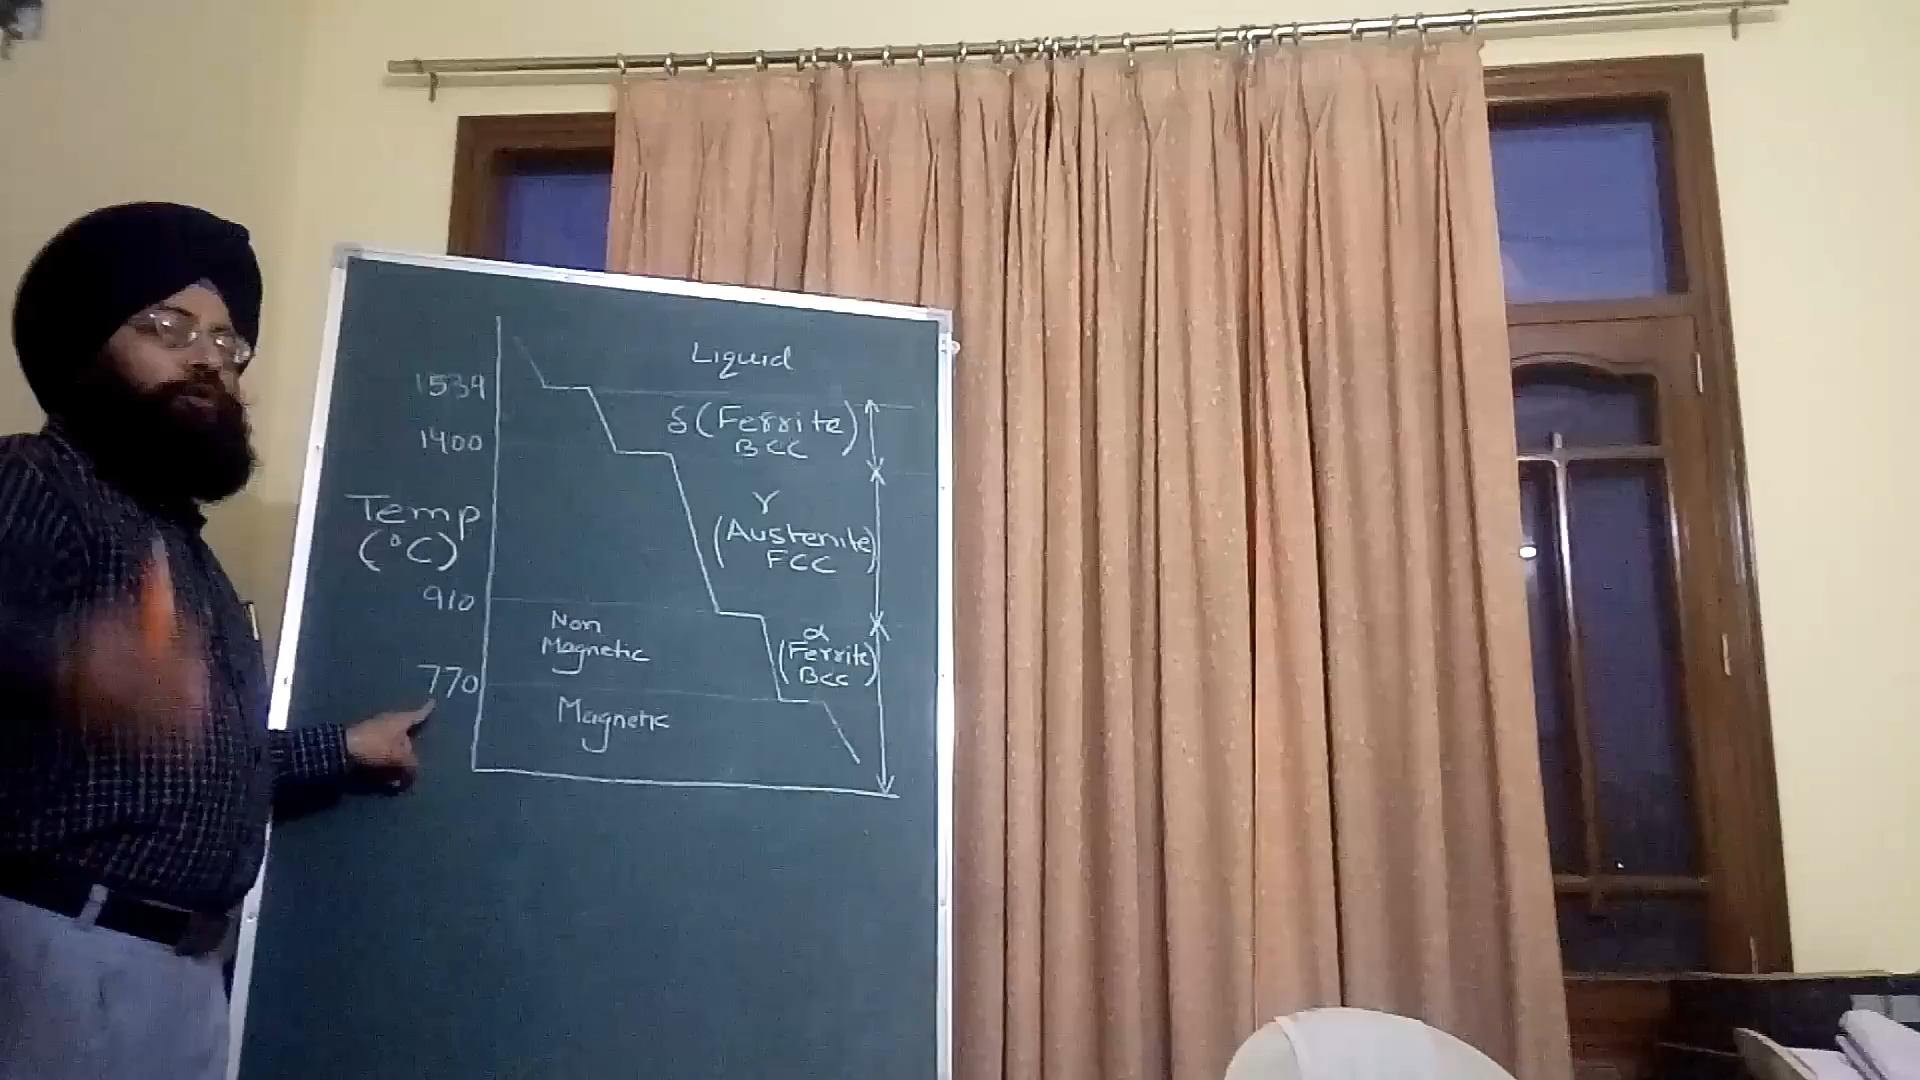 Liquid
1539
δ (Ferrite)
BCC
1400
γ
(Austenite)
FCC
Temp
(°C)
910
Non
Magnetic
α
(Ferrite)
BCC
770
Magnetic